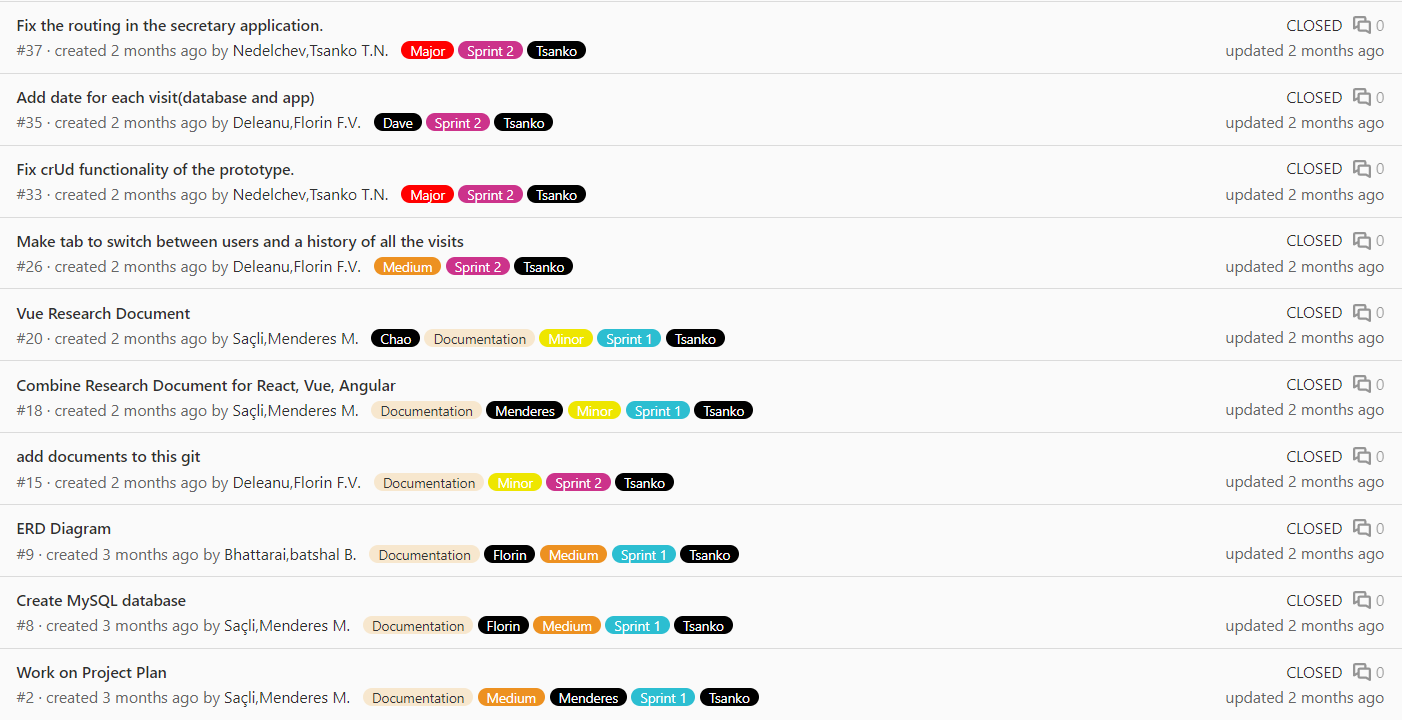 Fix the routing in the secretary application. CLOSED 0
#37 · created 2 months ago by Nedelchev,Tsanko T.N. Major Sprint 2 Tsanko updated 2 months ago
Add date for each visit(database and app) CLOSED 0
#35 · created 2 months ago by Deleanu,Florin F.V. Dave Sprint 2 Tsanko updated 2 months ago
Fix crUd functionality of the prototype. CLOSED 0
#33 · created 2 months ago by Nedelchev,Tsanko T.N. Major Sprint 2 Tsanko updated 2 months ago
Make tab to switch between users and a history of all the visits CLOSED 0
#26 · created 2 months ago by Deleanu,Florin F.V. Medium Sprint 2 Tsanko updated 2 months ago
Vue Research Document CLOSED 0
#20 · created 2 months ago by Saçli,Menderes M. Chao Documentation Minor Sprint 1 Tsanko updated 2 months ago
Combine Research Document for React, Vue, Angular CLOSED 0
#18 · created 2 months ago by Saçli,Menderes M. Documentation Menderes Minor Sprint 1 Tsanko updated 2 months ago
add documents to this git CLOSED 0
#15 · created 2 months ago by Deleanu,Florin F.V. Documentation Minor Sprint 2 Tsanko updated 2 months ago
ERD Diagram CLOSED 0
#9 · created 3 months ago by Bhattarai,batshal B. Documentation Florin Medium Sprint 1 Tsanko updated 2 months ago
Create MySQL database CLOSED 0
#8 · created 3 months ago by Saçli,Menderes M. Documentation Florin Medium Sprint 1 Tsanko updated 2 months ago
Work on Project Plan CLOSED 0
#2 · created 3 months ago by Saçli,Menderes M. Documentation Medium Menderes Sprint 1 Tsanko updated 2 months ago